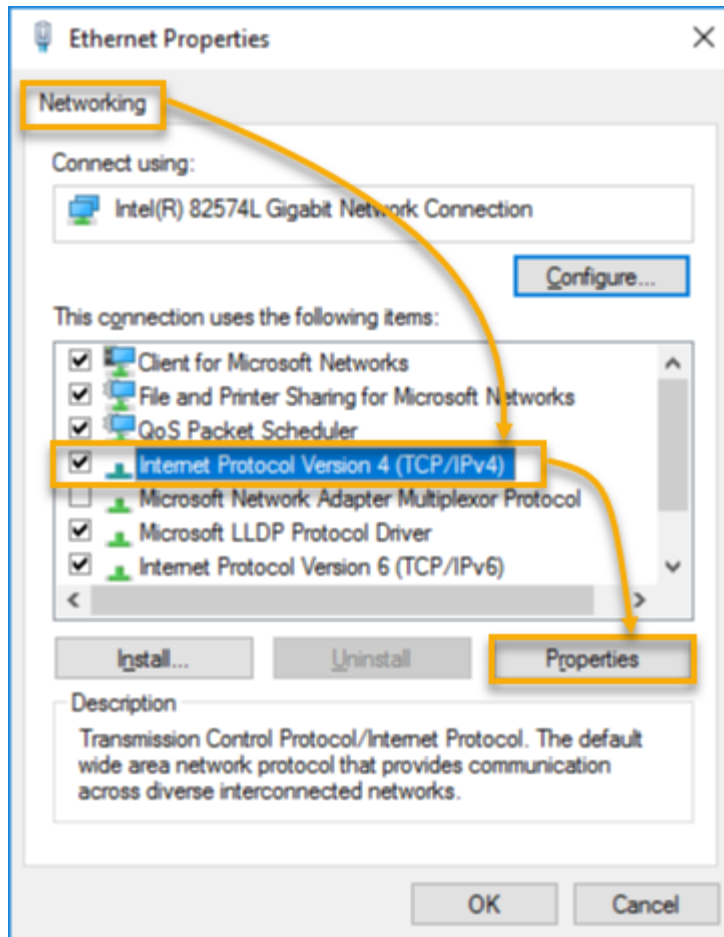 Ethernet Properties
Networking
Connect using:
Intel(R) 82574L Gigabit Network Connection
Configure...
This connection uses the following items:
Client for Microsoft Networks
File and Printer Sharing for Microsoft Networks
QoS Packet Scheduler
Internet Protocol Version 4 (TCP/IPv4)
Microsoft Network Adapter Multiplexor Protocol
Microsoft LLDP Protocol Driver
Internet Protocol Version 6 (TCP/IPv6)
Install... Uninstall Properties
Description
Transmission Control Protocol/Internet Protocol. The default
wide area network protocol that provides communication
across diverse interconnected networks.
OK Cancel